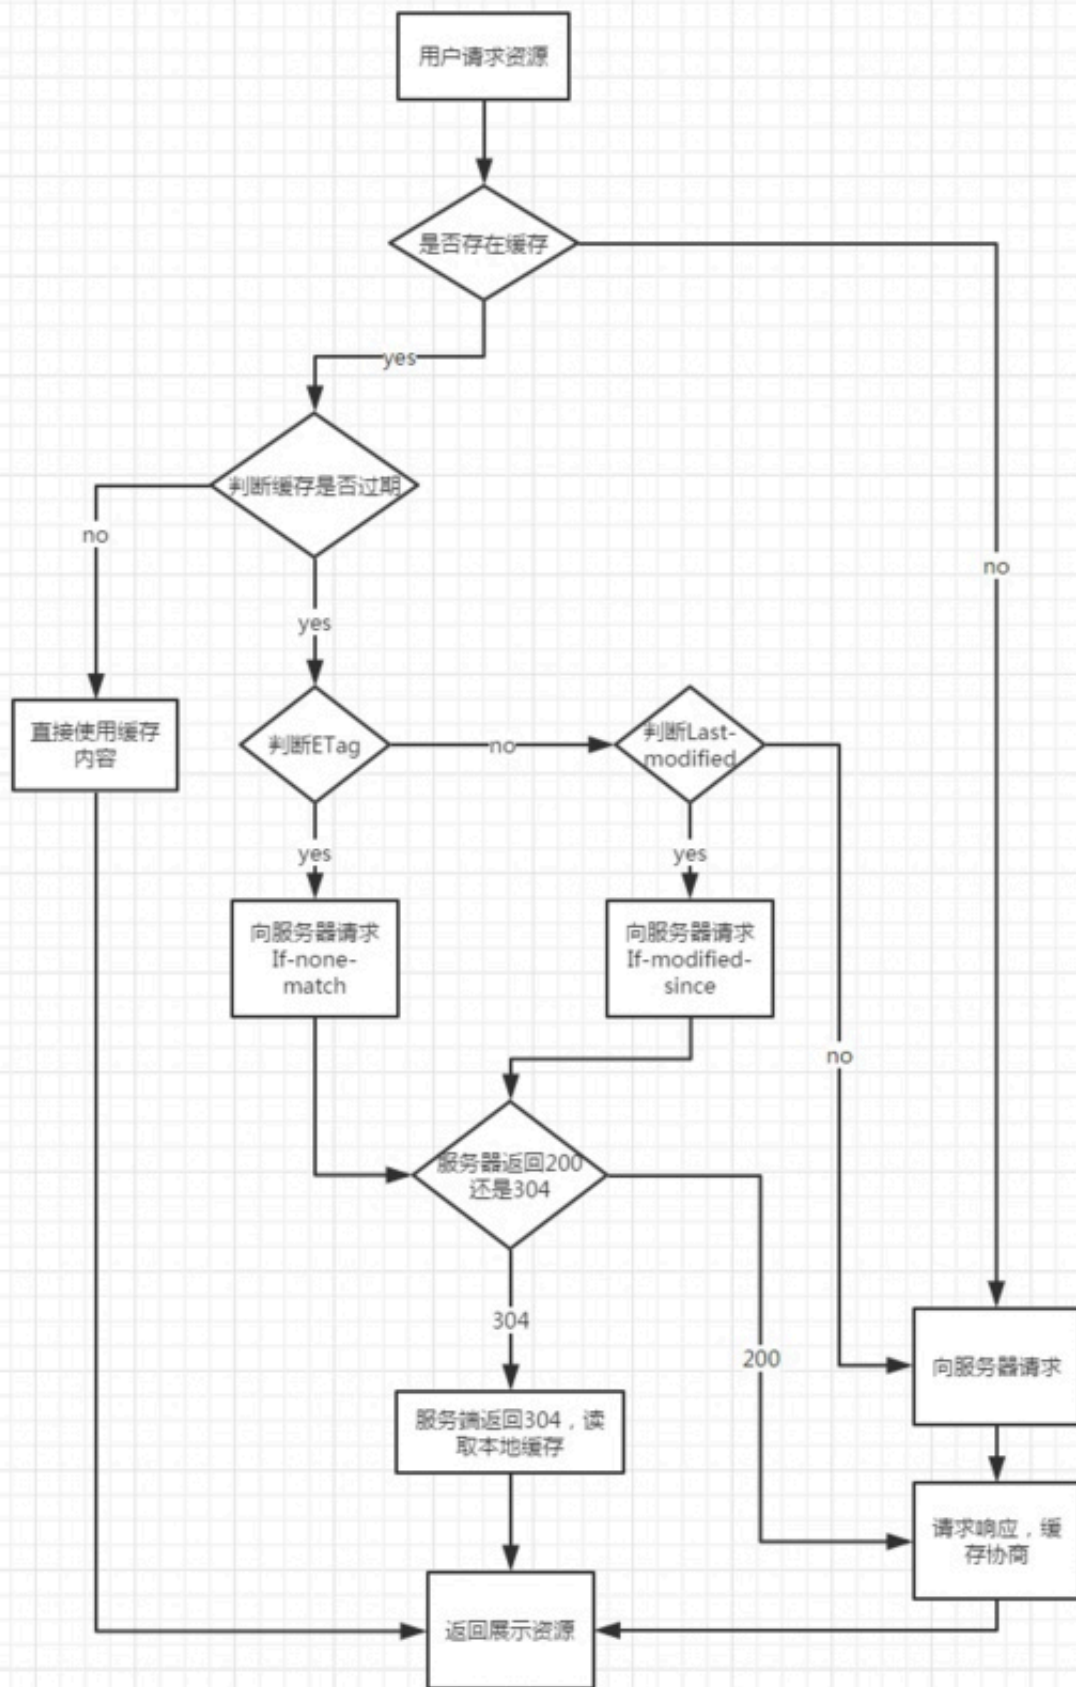 用户请求资源
是否存在缓存
yes
判断缓存是否过期
no
no
yes
直接使用缓存
内容
判断ETag
no
判断Last-
modified
yes
yes
向服务器请求
If-none-
match
向服务器请求
If-modified-
since
no
服务器返回200
还是304
304
200
向服务器请求
服务端返回304，读
取本地缓存
请求响应，缓
存协商
返回展示资源